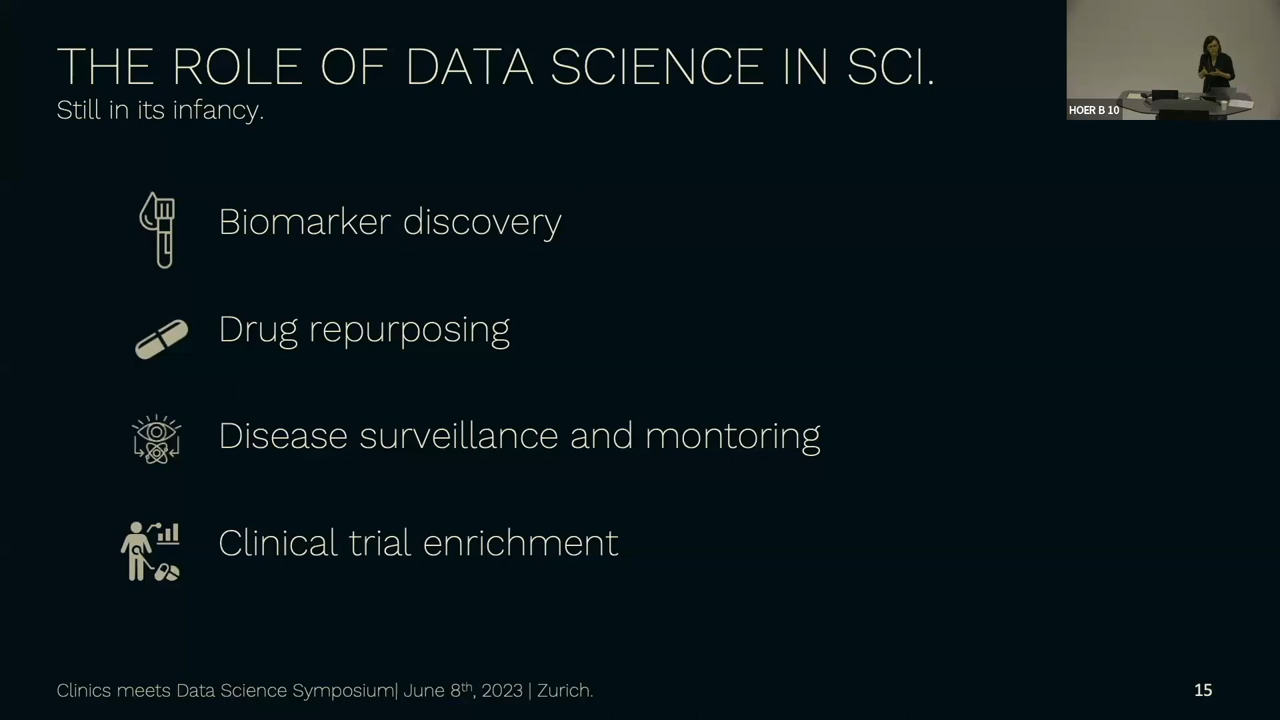 THE ROLE OF DATA SCIENCE IN SCI.
Still in its infancy.
HOER B 10
Biomarker discovery
Drug repurposing
Disease surveillance and montoring
Clinical trial enrichment
Clinics meets Data Science Symposium| June 8th, 2023 | Zurich.
15